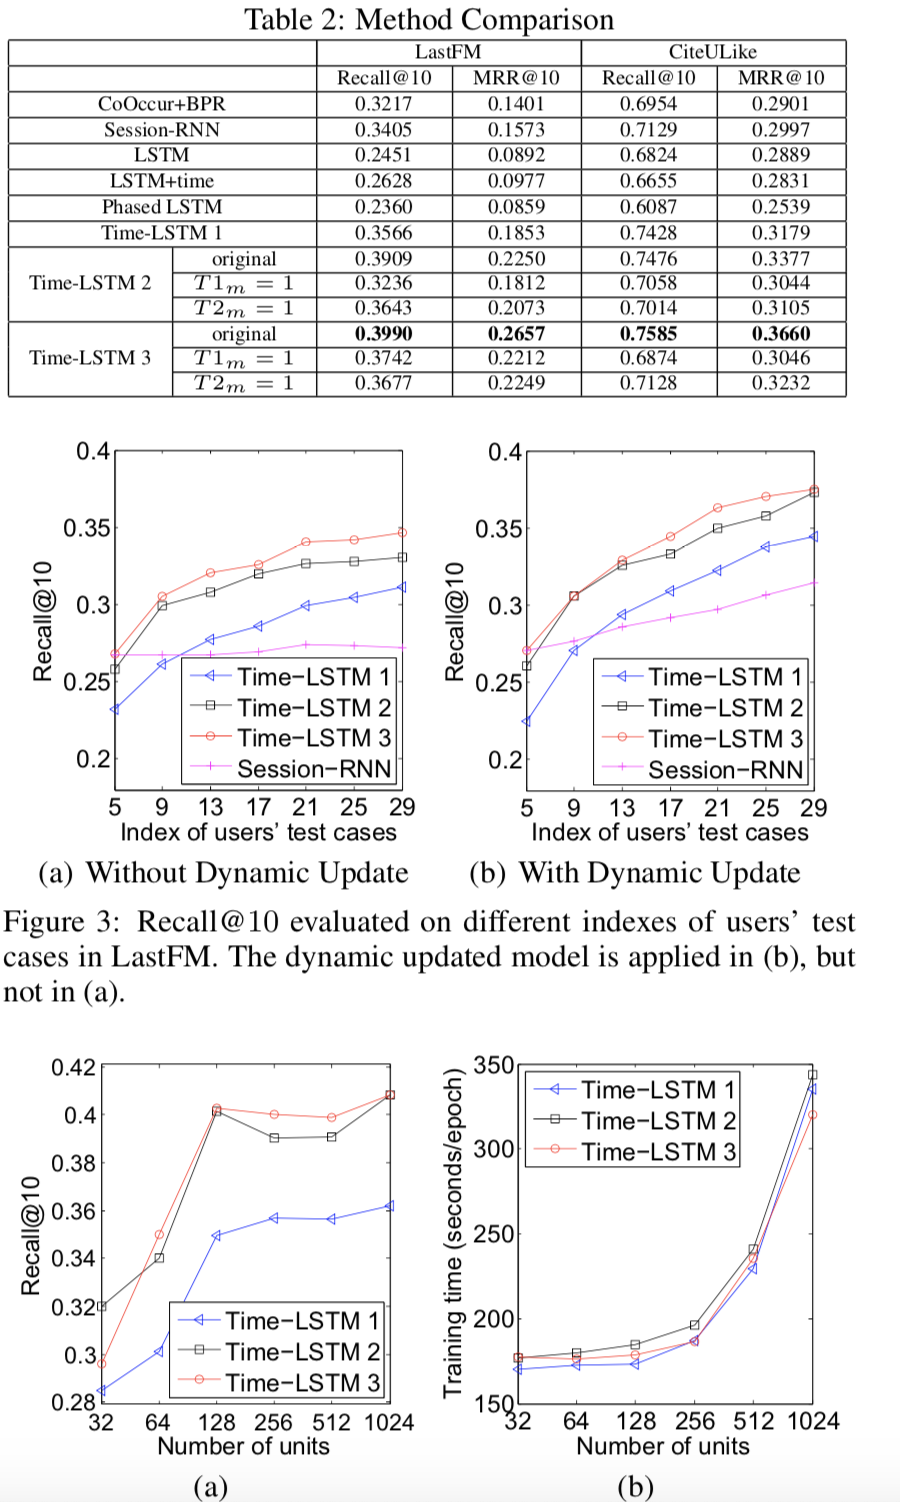 Table 2: Method Comparison
LastFM CiteULike
Recall@10 MRR@10 Recall@10 MRR@10
CoOccur+BPR 0.3217 0.1401 0.6954 0.2901
Session-RNN 0.3405 0.1573 0.7129 0.2997
LSTM 0.2451 0.0892 0.6824 0.2889
LSTM+time 0.2628 0.0977 0.6655 0.2831
Phased LSTM 0.2360 0.0859 0.6087 0.2539
Time-LSTM 1 0.3566 0.1853 0.7428 0.3179
Time-LSTM 2 original 0.3909 0.2250 0.7476 0.3377
T1m = 1 0.3236 0.1812 0.7058 0.3044
T2m = 1 0.3643 0.2073 0.7014 0.3105
Time-LSTM 3 original 0.3990 0.2657 0.7585 0.3660
T1m = 1 0.3742 0.2212 0.6874 0.3046
T2m = 1 0.3677 0.2249 0.7128 0.3232
Recall@10
0.4
0.35
0.3
0.25
0.2
Time−LSTM 1
Time−LSTM 2
Time−LSTM 3
Session−RNN
5 9 13 17 21 25 29
Index of users' test cases
(a) Without Dynamic Update
Recall@10
0.4
0.35
0.3
0.25
0.2
Time−LSTM 1
Time−LSTM 2
Time−LSTM 3
Session−RNN
5 9 13 17 21 25 29
Index of users' test cases
(b) With Dynamic Update
Figure 3: Recall@10 evaluated on different indexes of users' test
cases in LastFM. The dynamic updated model is applied in (b), but
not in (a).
Recall@10
0.42
0.4
0.38
0.36
0.34
0.32
0.3
0.28
Time−LSTM 1
Time−LSTM 2
Time−LSTM 3
32 64 128 256 512 1024
Number of units
(a)
Training time (seconds/epoch)
350
300
250
200
150
Time−LSTM 1
Time−LSTM 2
Time−LSTM 3
32 64 128 256 512 1024
Number of units
(b)